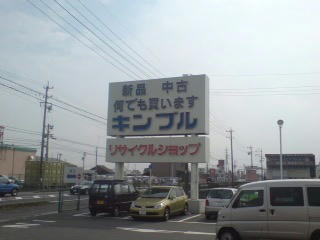 新品 中古
何でも買います
キンブル
リサイクルショップ